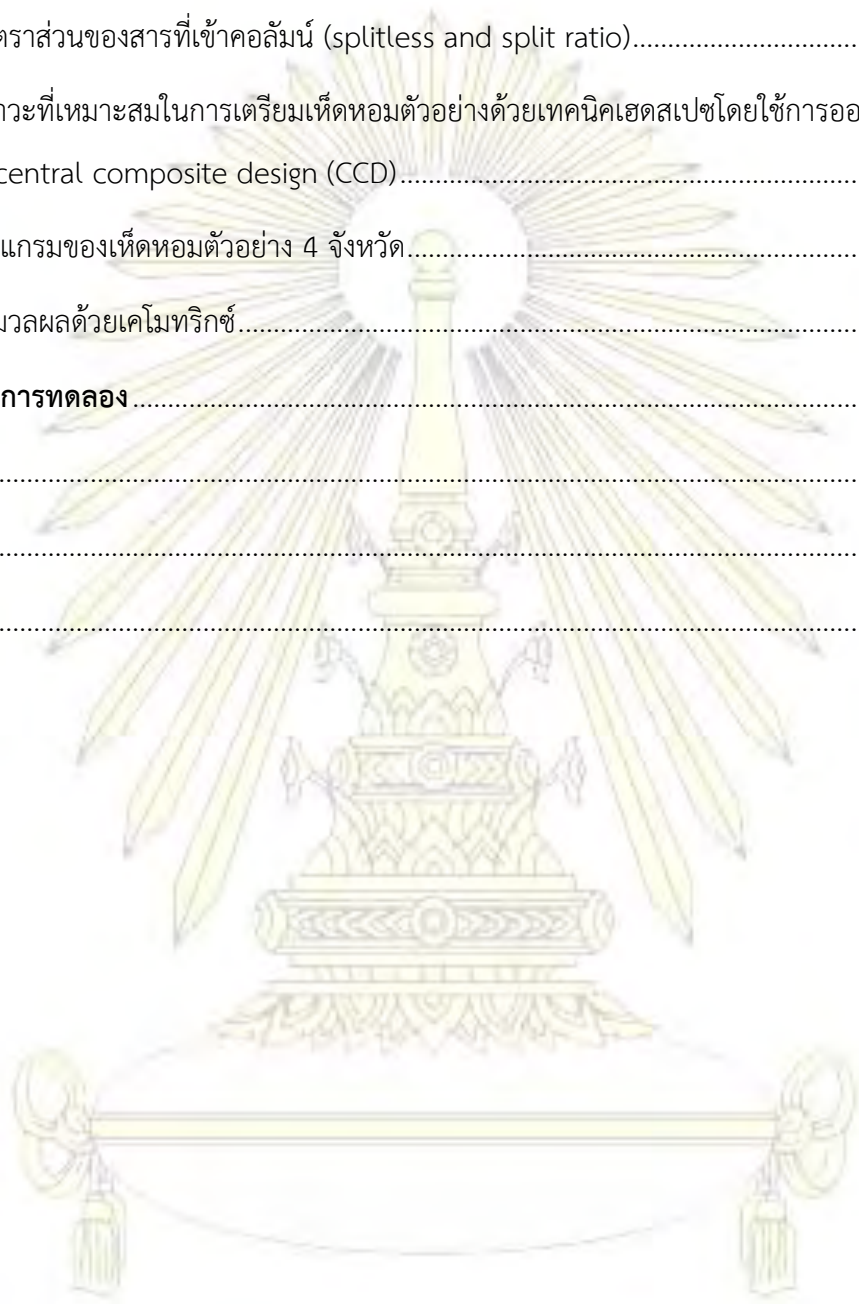 ตราส่วนของสารที่เข้าคอลัมน์ (splitless and split ratio)................................
าวะที่เหมาะสมในการเตรียมเห็ดหอมตัวอย่างด้วยเทคนิคเฮดสเปซโดยใช้การออ
central composite design (CCD)................................................................
แกรมของเห็ดหอมตัวอย่าง 4 จังหวัด................................................................
มวลผลด้วยเคโมทริกซ์................................................................
การทดลอง................................................................
................................................................
................................................................
................................................................